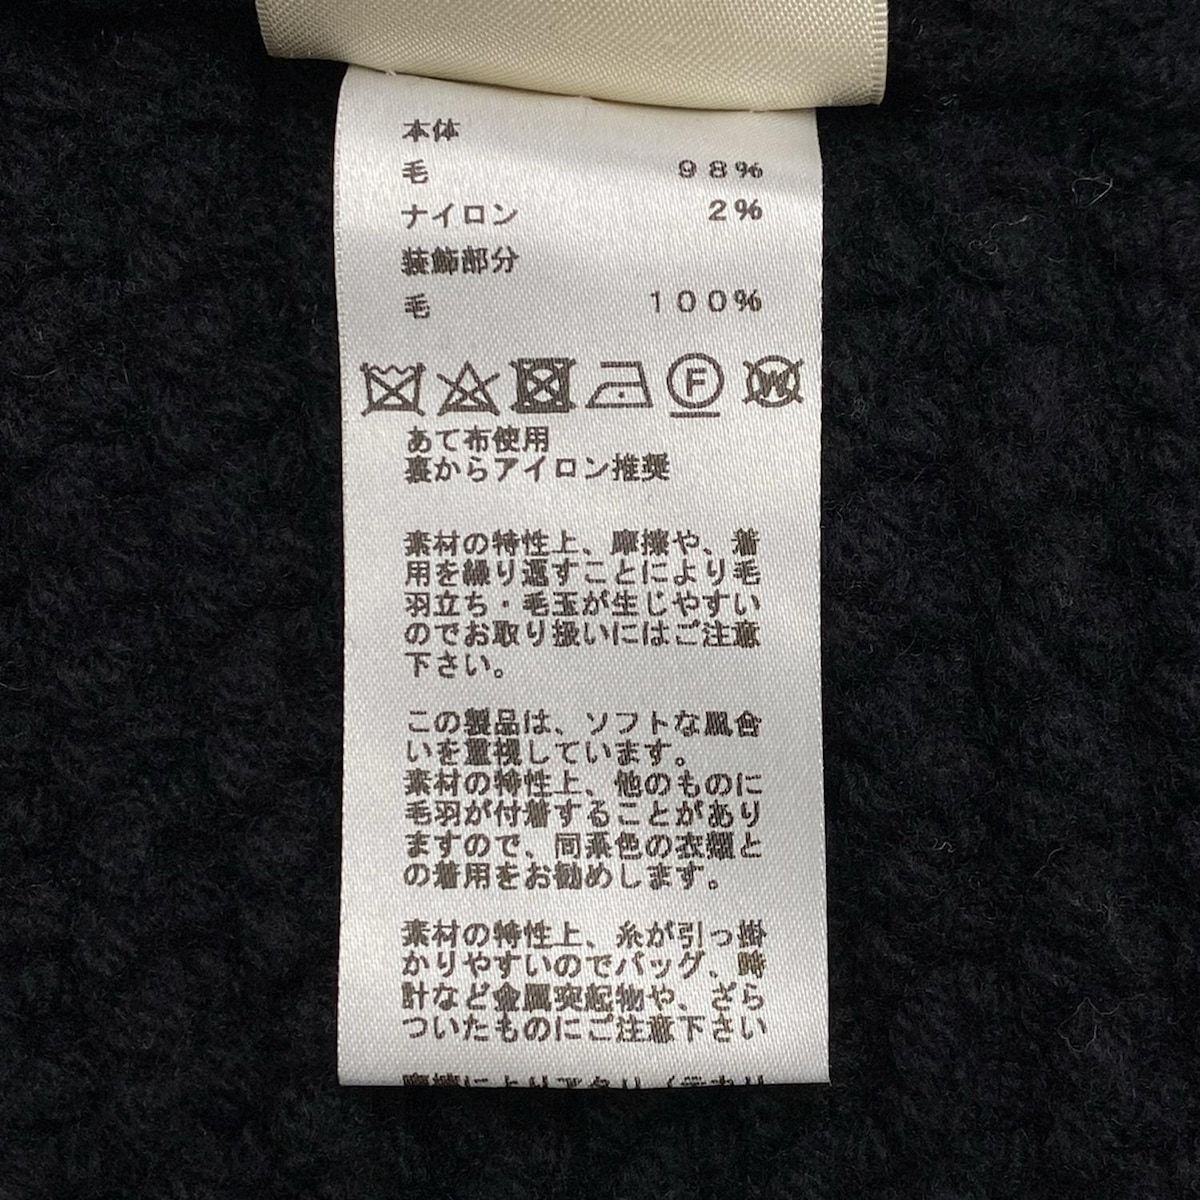 本体
毛 98%
ナイロン 2%
装飾部分
毛 100%
F W
あて布使用
裏からアイロン推奨
素材の特性上、摩擦や、着
用を繰り返すことにより毛
羽立ち・毛玉が生じやすい
のでお取り扱いにはご注意
下さい。
この製品は、ソフトな風合
いを重視しています。
素材の特性上、他のものに
毛羽が付着することがあり
ますので、同系色の衣類と
の着用をお勧めします。
素材の特性上、糸が引っ掛
かりやすいのでバッグ、時
計など金属突起物や、ざら
ついたものにご注意下さい